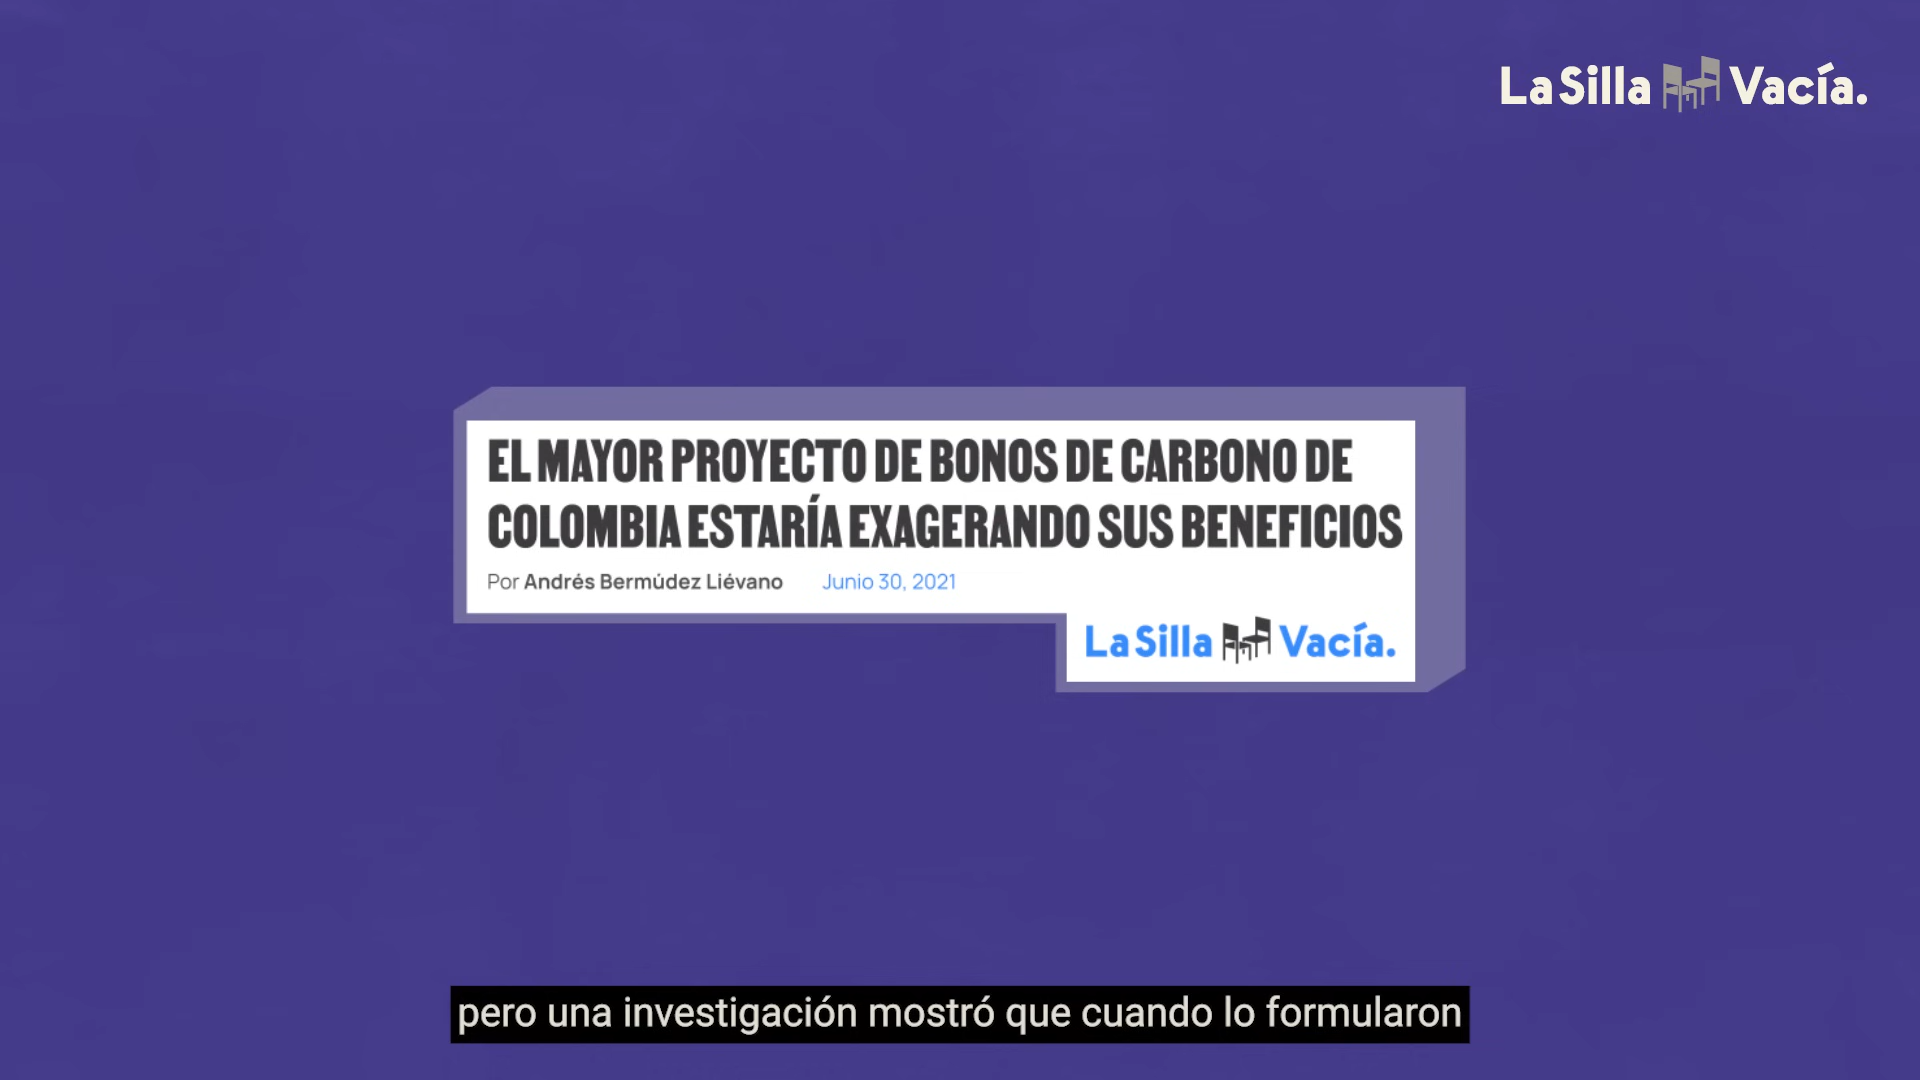 La Silla Vacía.
EL MAYOR PROYECTO DE BONOS DE CARBONO DE
COLOMBIA ESTARÍA EXAGERANDO SUS BENEFICIOS
Por Andrés Bermúdez Liévano Junio 30, 2021
La Silla Vacía.
pero una investigación mostró que cuando lo formularon